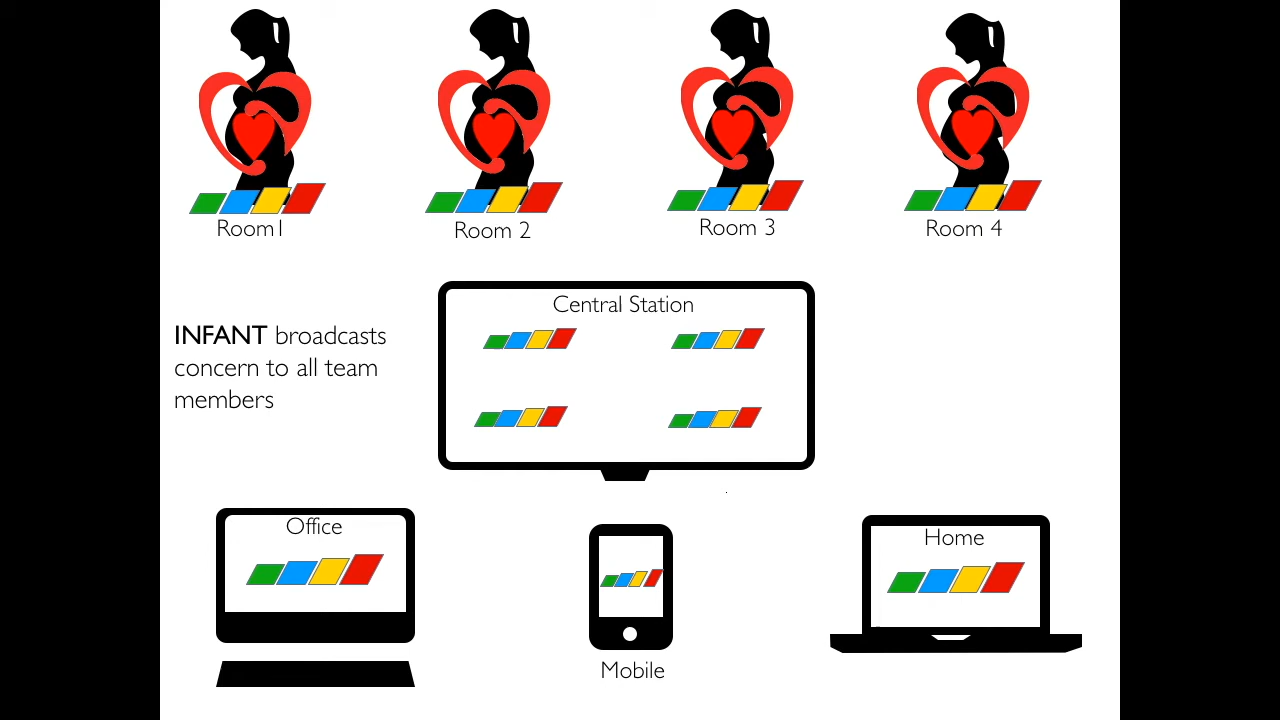 Room1
Room 2
Room 3
Room 4
Central Station
INFANT broadcasts
concern to all team
members
Office
Home
Mobile